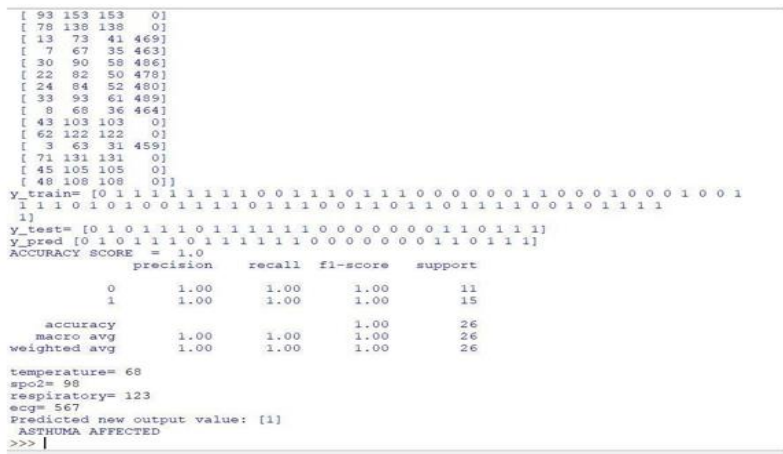 [ 93 153 153 0]
[ 78 138 138 0]
[ 13 73 41 469]
[ 7 67 35 463]
[ 30 90 58 486]
[ 22 82 50 478]
[ 24 84 52 480]
[ 33 93 61 489]
[ 8 68 36 464]
[ 43 103 103 0]
[ 62 122 122 0]
[ 3 63 31 459]
[ 71 131 131 0]
[ 45 105 105 0]
[ 48 108 108 0]]
y_train= [0 1 1 1 1 1 1 1 1 0 0 1 1 1 0 1 1 1 0 0 0 0 0 0 1 1 0 0 0 1 0 0 0 1 0 0 1
1 1 1 0 1 0 1 0 0 1 1 1 1 0 1 1 1 0 0 1 1 0 1 1 0 1 1 1 1 0 0 1 0 1 1 1 1
1]
y_test= [0 1 0 1 1 1 0 1 1 1 1 1 1 0 0 0 0 0 0 0 1 1 0 1 1 1]
y_pred [0 1 0 1 1 1 0 1 1 1 1 1 1 0 0 0 0 0 0 0 1 1 0 1 1 1]
ACCURACY SCORE = 1.0
precision recall f1-score support
0 1.00 1.00 1.00 11
1 1.00 1.00 1.00 15
accuracy 1.00 26
macro avg 1.00 1.00 1.00 26
weighted avg 1.00 1.00 1.00 26
temperature= 68
spo2= 98
respiratory= 123
ecg= 567
Predicted new output value: [1]
ASTHUMA AFFECTED
>>>